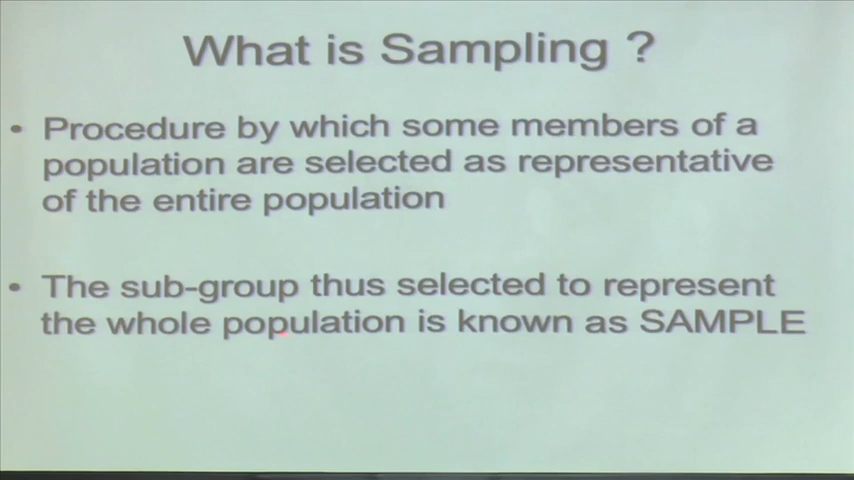 What is Sampling ?
• Procedure by which some members of a
population are selected as representative
of the entire population
• The sub-group thus selected to represent
the whole population is known as SAMPLE